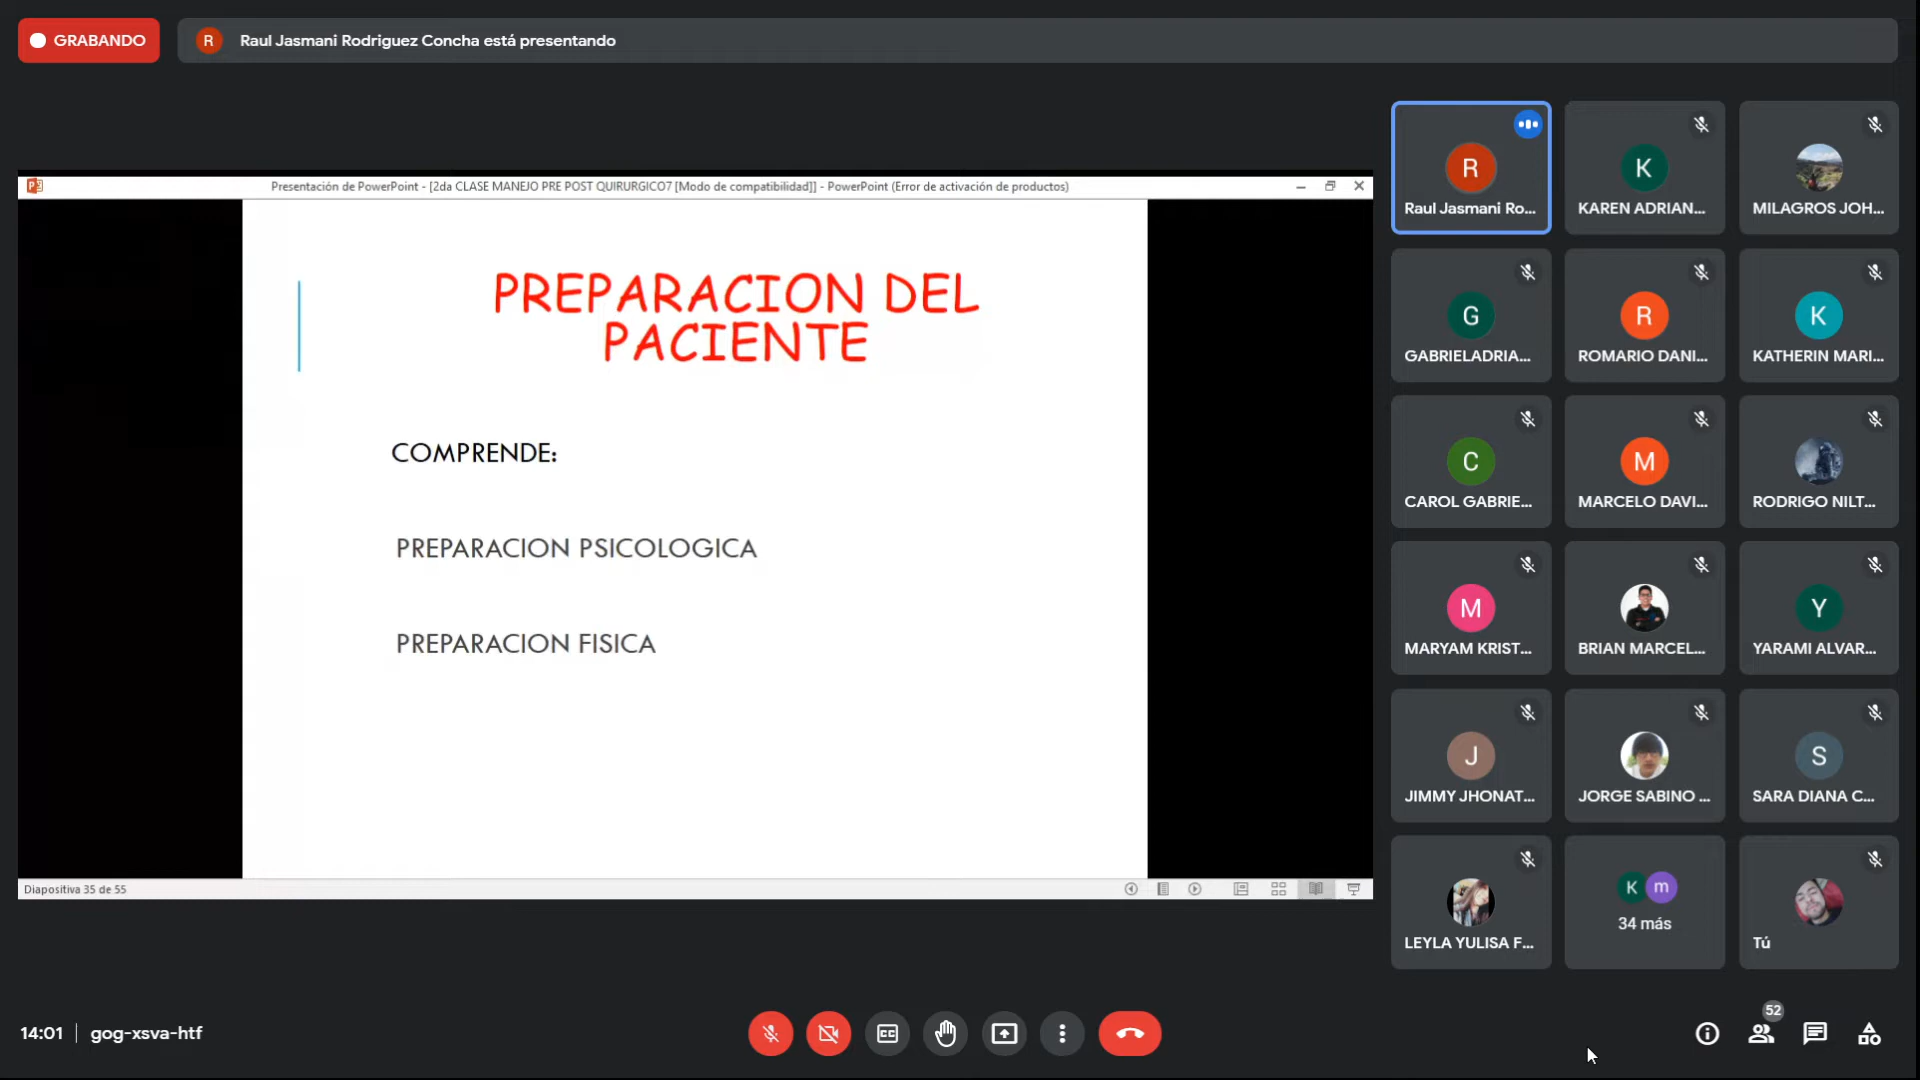 GRABANDO
R
Raul Jasmani Rodriguez Concha está presentando
Presentación de PowerPoint - [2da CLASE MANEJO PRE POST QUIRURGICO7 [Modo de compatibilidad]] - PowerPoint (Error de activación de productos)
PREPARACION DEL
PACIENTE
COMPRENDE:
PREPARACION PSICOLOGICA
PREPARACION FISICA
Diapositiva 35 de 55
R
Raul Jasmani Ro...
K
KAREN ADRIAN...
MILAGROS JOH...
G
GABRIELADRIA...
R
ROMARIO DANI...
K
KATHERIN MARI...
C
CAROL GABRIE...
M
MARCELO DAVI...
RODRIGO NILT...
M
MARYAM KRIST...
BRIAN MARCEL...
Y
YARAMI ALVAR...
J
JIMMY JHONAT...
JORGE SABINO ...
S
SARA DIANA C...
LEYLA YULISA F...
K m
34 más
Tú
14:01 | gog-xsva-htf
CC
52